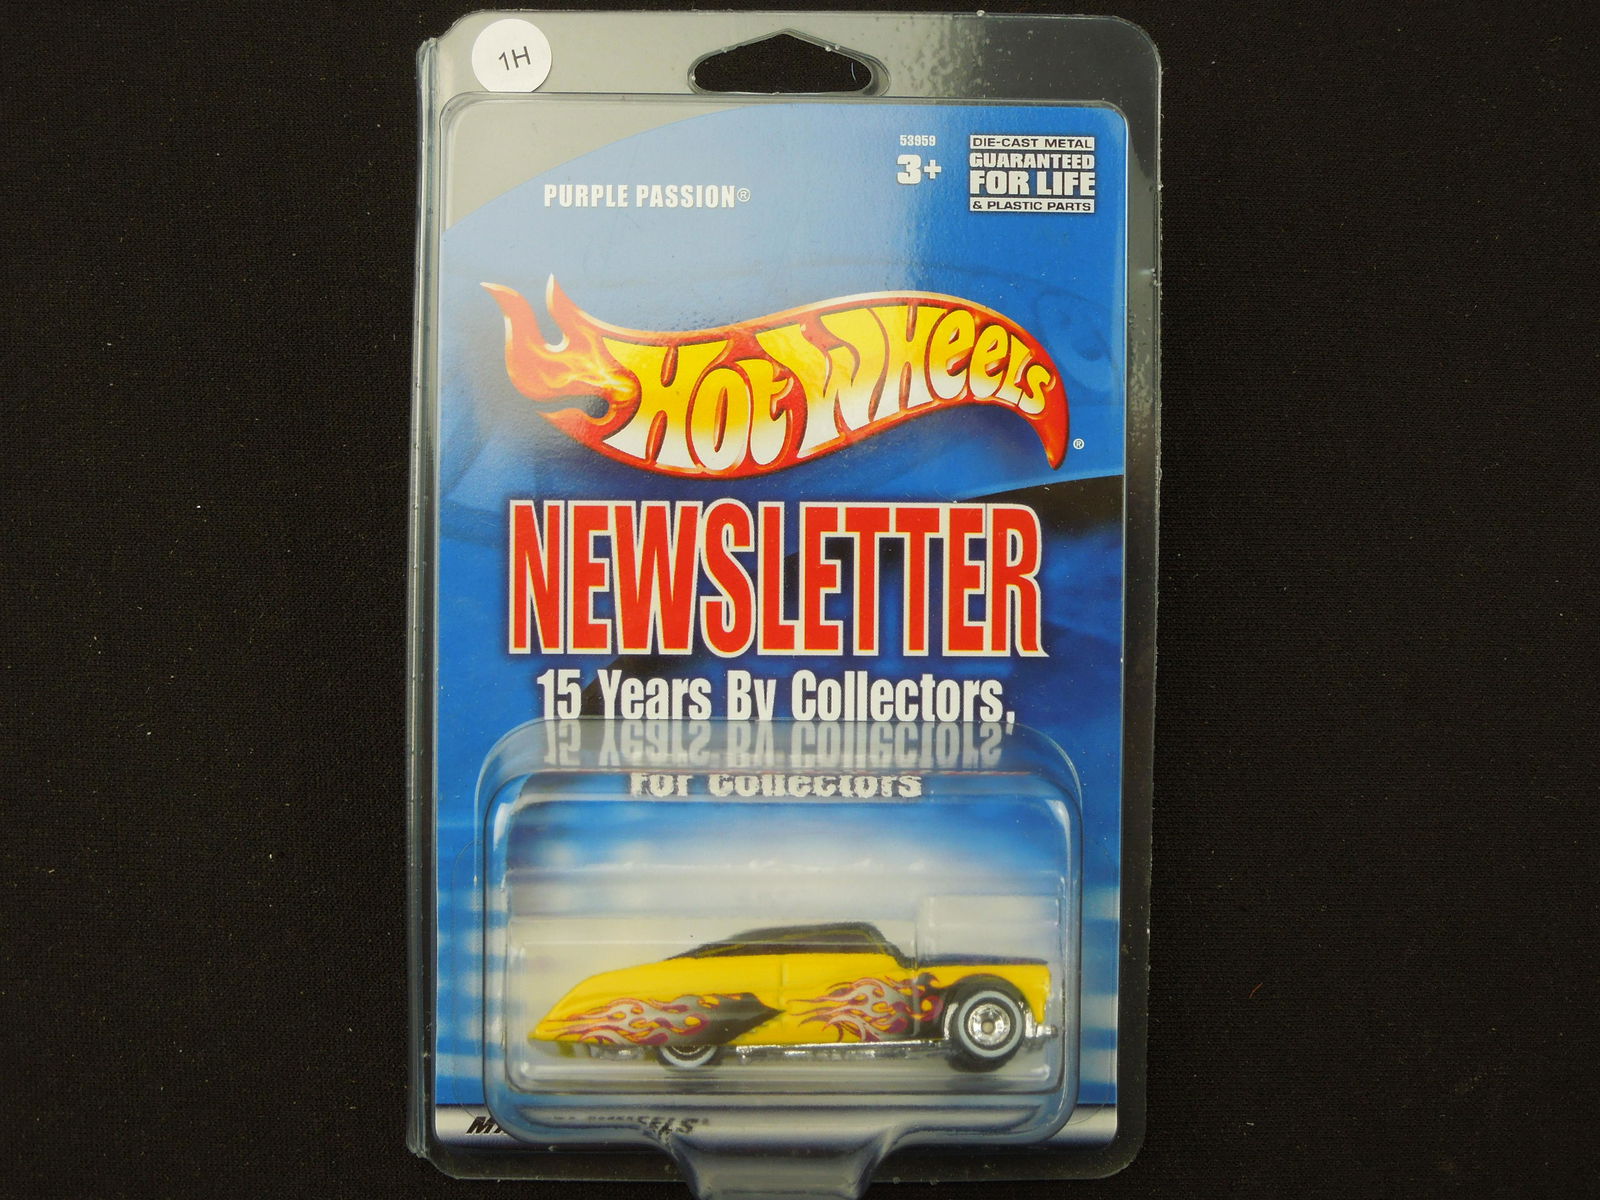 1H
53959
3+
DIE-CAST METAL
GUARANTEED
FOR LIFE
& PLASTIC PARTS
PURPLE PASSION®
HOT WHEELS®
NEWSLETTER
15 Years By Collectors,
For Collectors